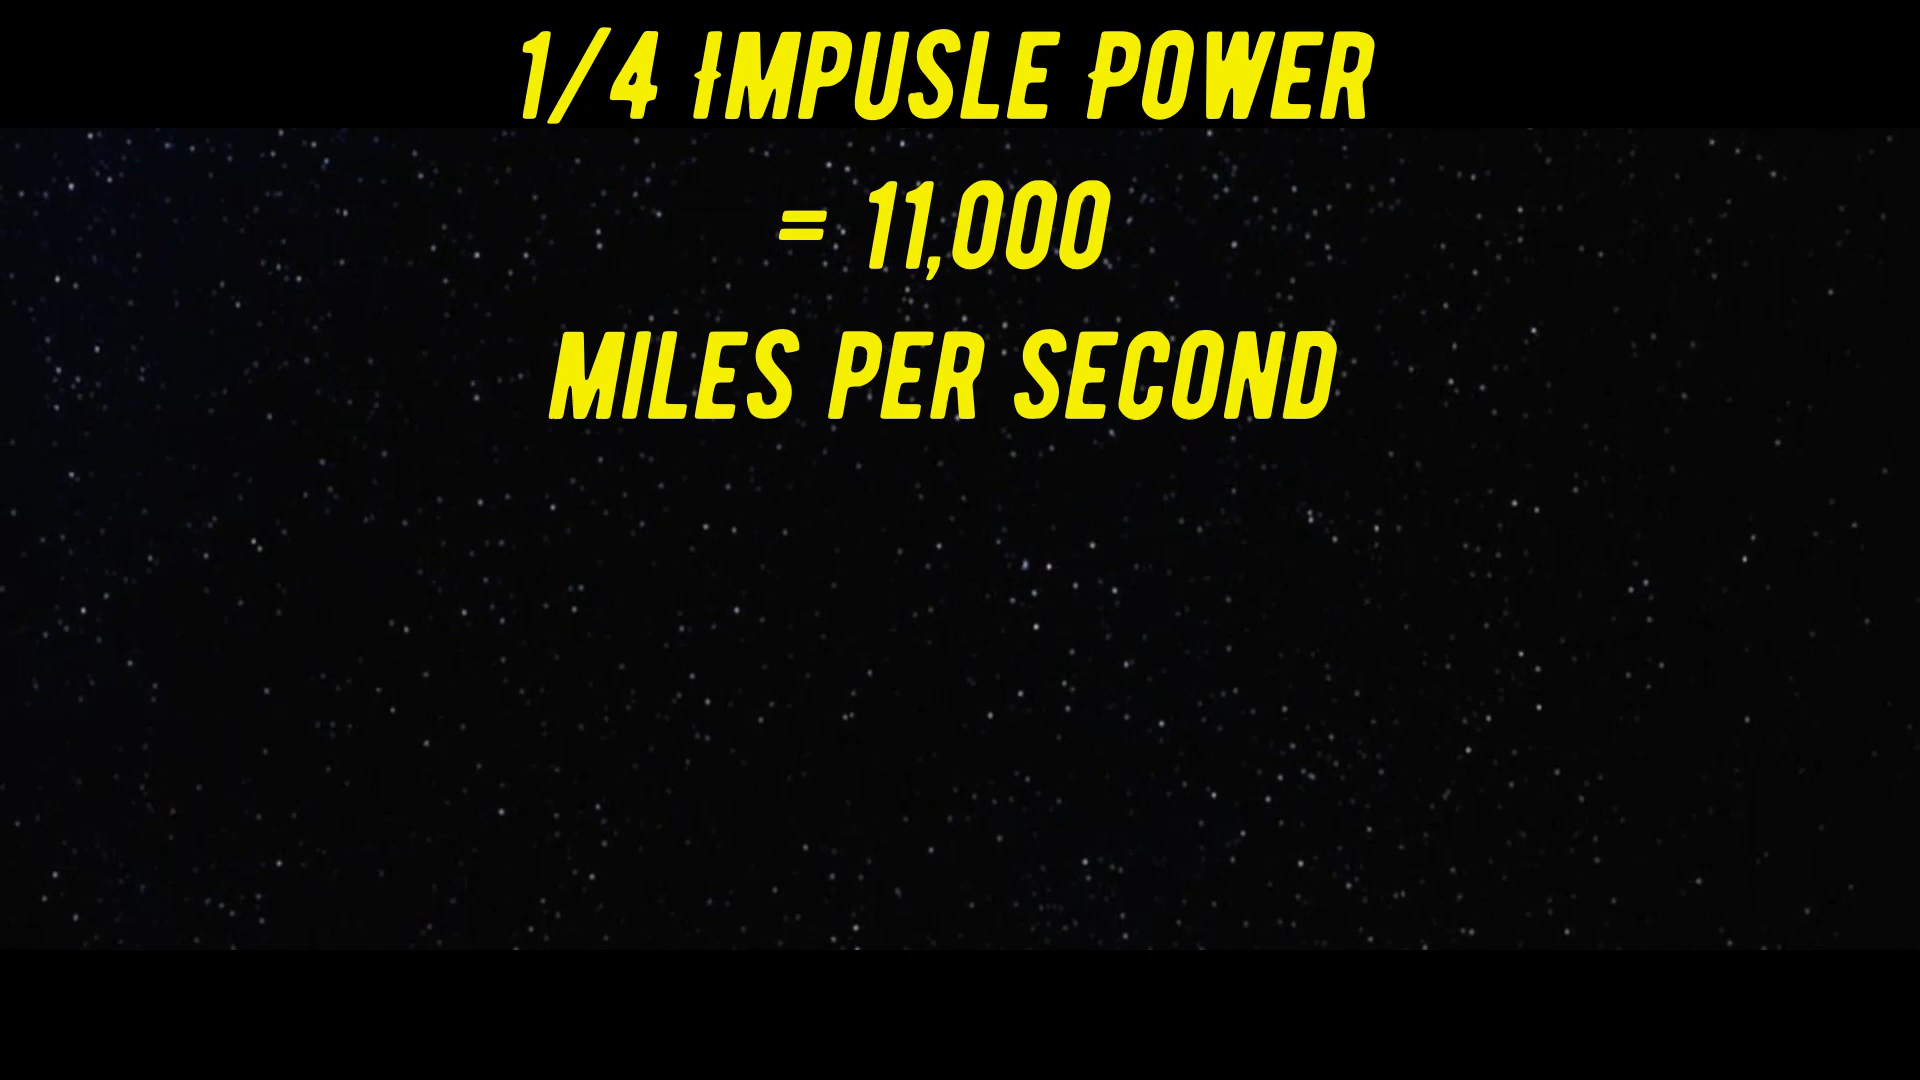 1/4 Impusle Power
= 11,000
miles per second